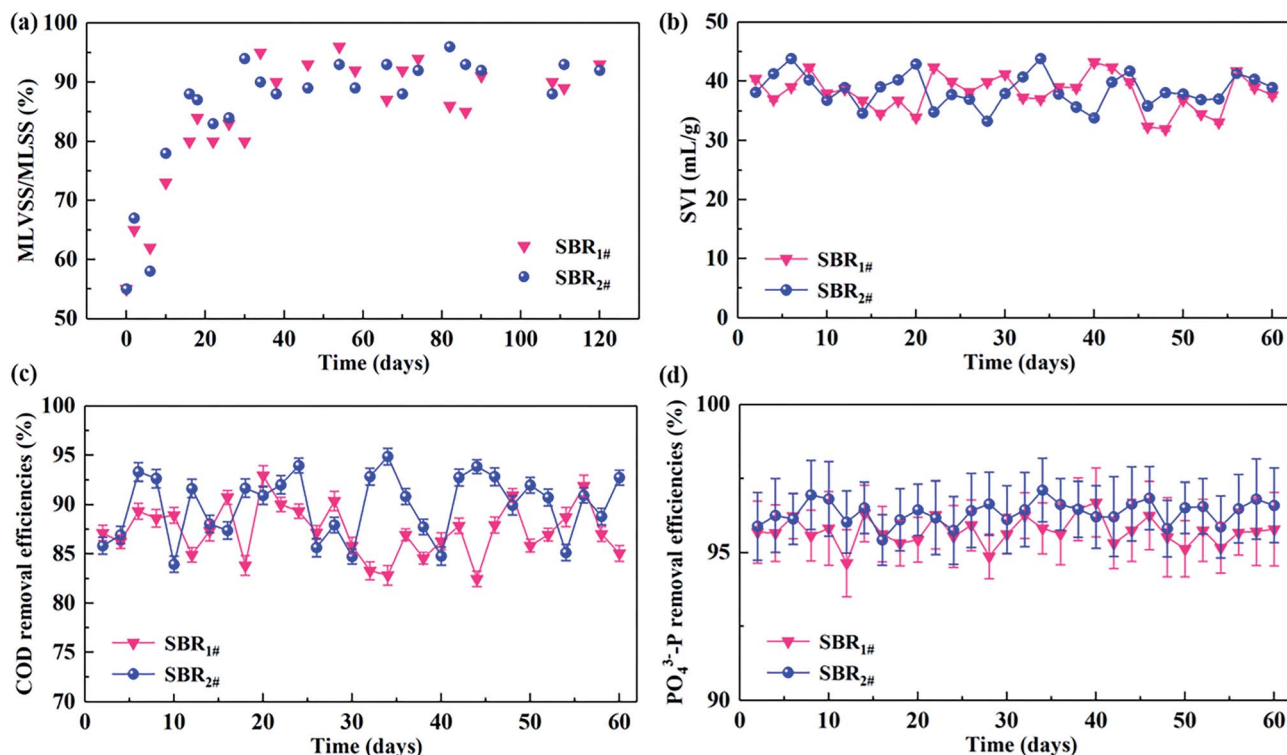 (a)
100
90
80
70
60
50
MLVSS/MLSS (%)
SBR1#
SBR2#
0 20 40 60 80 100 120
Time (days)
(b)
50
40
30
20
10
0
SVI (mL/g)
SBR1#
SBR2#
0 10 20 30 40 50 60
Time (days)
(c)
100
95
90
85
80
75
70
COD removal efficiencies (%)
SBR1#
SBR2#
0 10 20 30 40 50 60
Time (days)
(d)
100
95
90
PO43--P removal efficiencies (%)
SBR1#
SBR2#
0 10 20 30 40 50 60
Time (days)